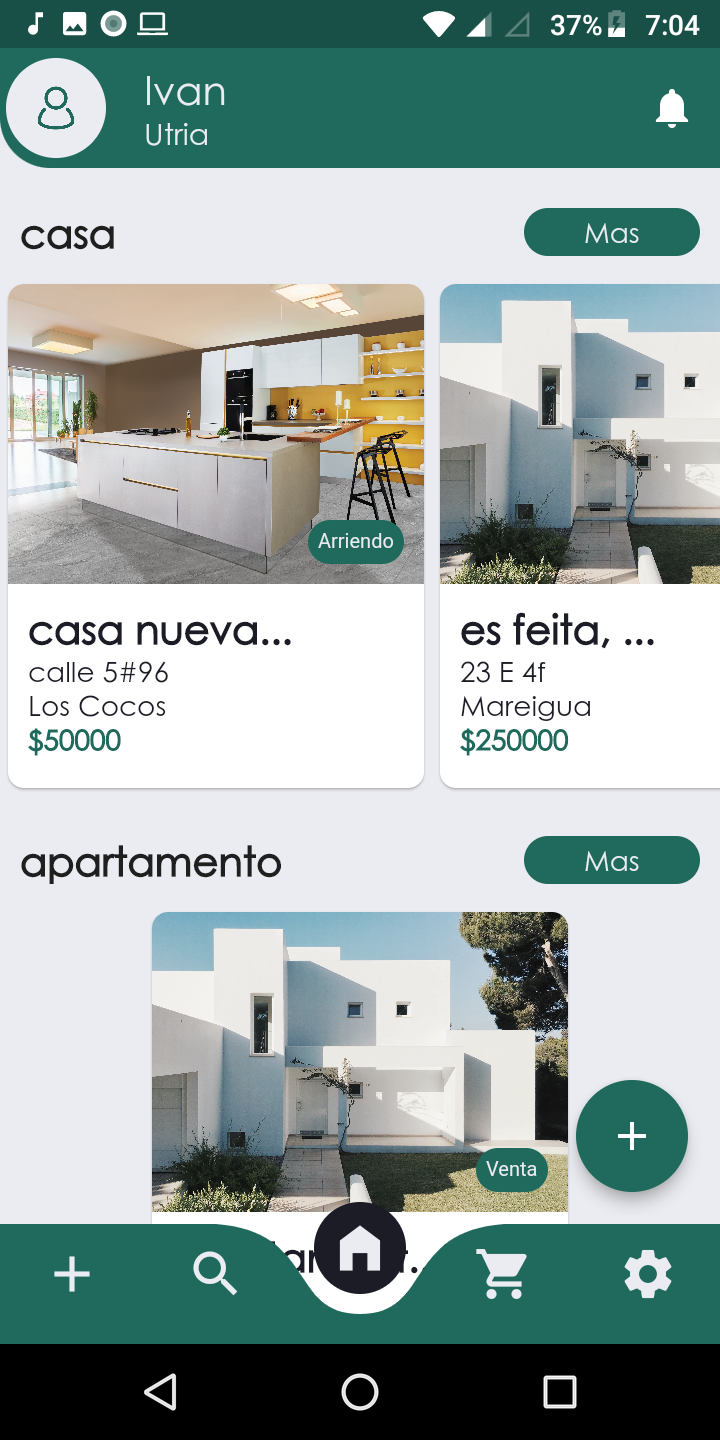 37% 7:04
Ivan
Utria
casa Mas
Arriendo
casa nueva...
calle 5#96
Los Cocos
$50000
es feita, ...
23 E 4f
Mareigua
$250000
apartamento Mas
Venta